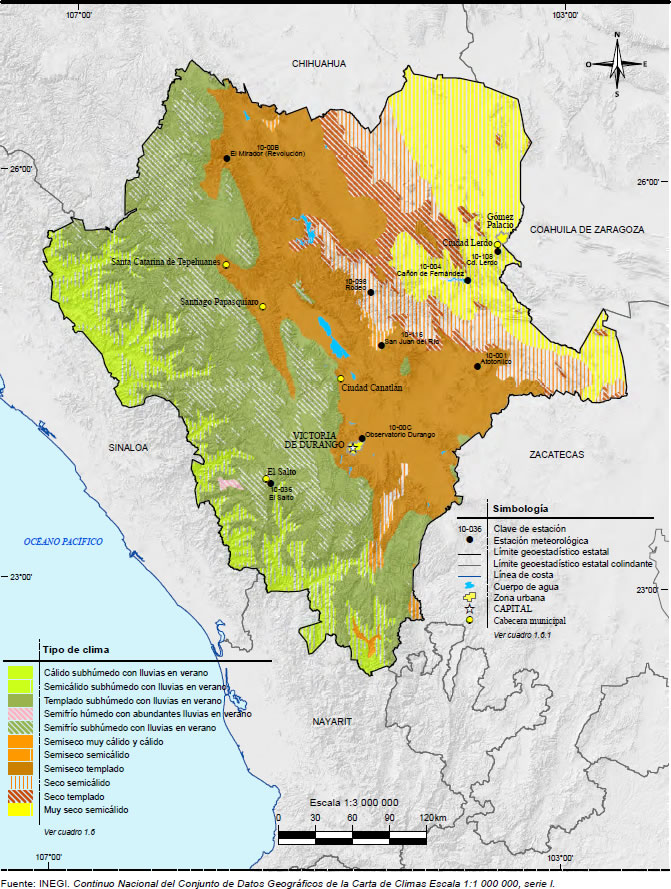 107°00'
103°00'
CHIHUAHUA
N
O
E
S
10-00B
El Mirador (Revolución)
26°00'
26°00'
Gómez
Palacio
COAHUILA DE ZARAGOZA
Ciudad Lerdo
10-108
Cd. Lerdo
Santa Catarina de Tepehuanes
10-004
Cañón de Fernández
10-098
Rodeo
Santiago Papasquiaro
10-116
San Juan del Río
10-001
Atotonilco
Ciudad Canatlán
10-00C
Observatorio Durango
VICTORIA
DE DURANGO
SINALOA
ZACATECAS
El Salto
10-036
El Salto
OCÉANO PACÍFICO
23°00'
23°00'
Simbología
10-036 Clave de estación
Estación meteorológica
Límite geoestadístico estatal
Límite geoestadístico estatal colindante
Línea de costa
Cuerpo de agua
Zona urbana
CAPITAL
Cabecera municipal
Ver cuadro 1.6.1
Tipo de clima
Cálido subhúmedo con lluvias en verano
Semicálido subhúmedo con lluvias en verano
Templado subhúmedo con lluvias en verano
Semifrío húmedo con abundantes lluvias en verano
Semifrío subhúmedo con lluvias en verano
Semiseco muy cálido y cálido
Semiseco semicálido
Semiseco templado
Seco semicálido
Seco templado
Muy seco semicálido
Ver cuadro 1.6
NAYARIT
Escala 1:3 000 000
0 30 60 90 120km
107°00'
103°00'
Fuente: INEGI. Continuo Nacional del Conjunto de Datos Geográficos de la Carta de Climas Escala 1:1 000 000, serie I.